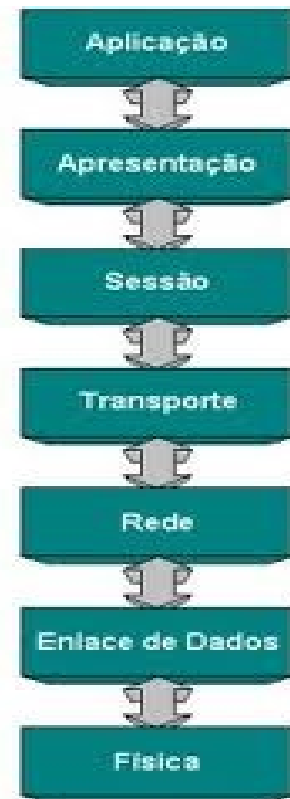 Aplicação
Apresentação
Sessão
Transporte
Rede
Enlace de Dados
Física